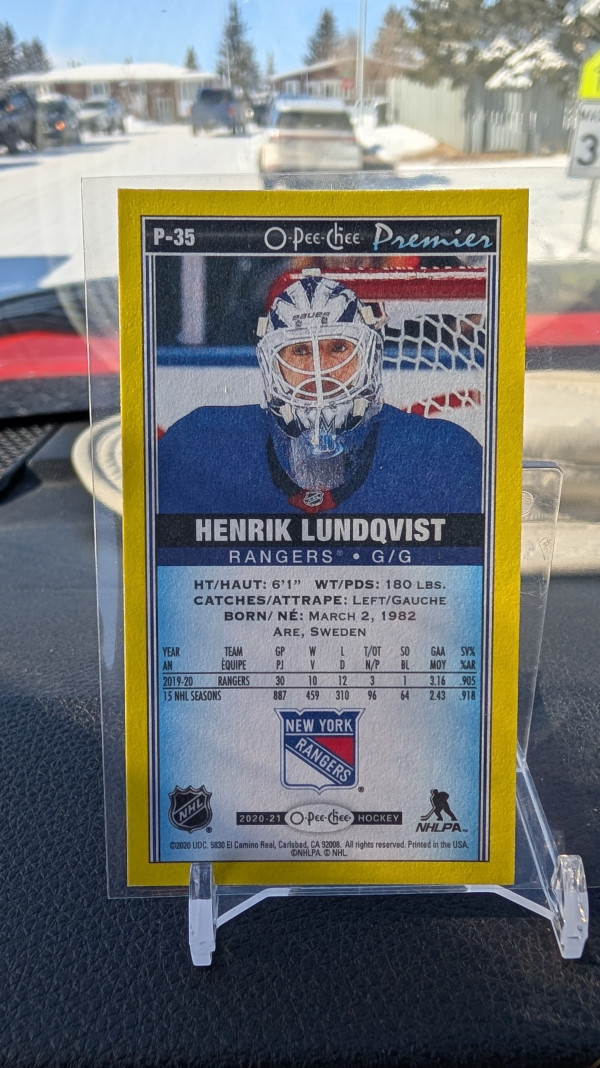 P-35 O-Pee-Chee Premier
BAUER
HENRIK LUNDQVIST
RANGERS® • G/G
HT/HAUT: 6'1" WT/PDS: 180 LBS.
CATCHES/ATTRAPE: LEFT/GAUCHE
BORN/ NÉ: MARCH 2, 1982
ARE, SWEDEN
YEAR TEAM GP W L T/OT SO GAA SV%
AN ÉQUIPE PJ V D N/P BL MOY %AR
2019-20 RANGERS 30 10 12 3 1 3.16 .905
15 NHL SEASONS 887 459 310 96 64 2.43 .918
NEW YORK
RANGERS
NHL
2020-21 O-Pee-Chee HOCKEY
NHLPA
©2020 UDC. 5830 El Camino Real, Carlsbad, CA 92008. All rights reserved. Printed in the USA.
©NHLPA. © NHL.
3